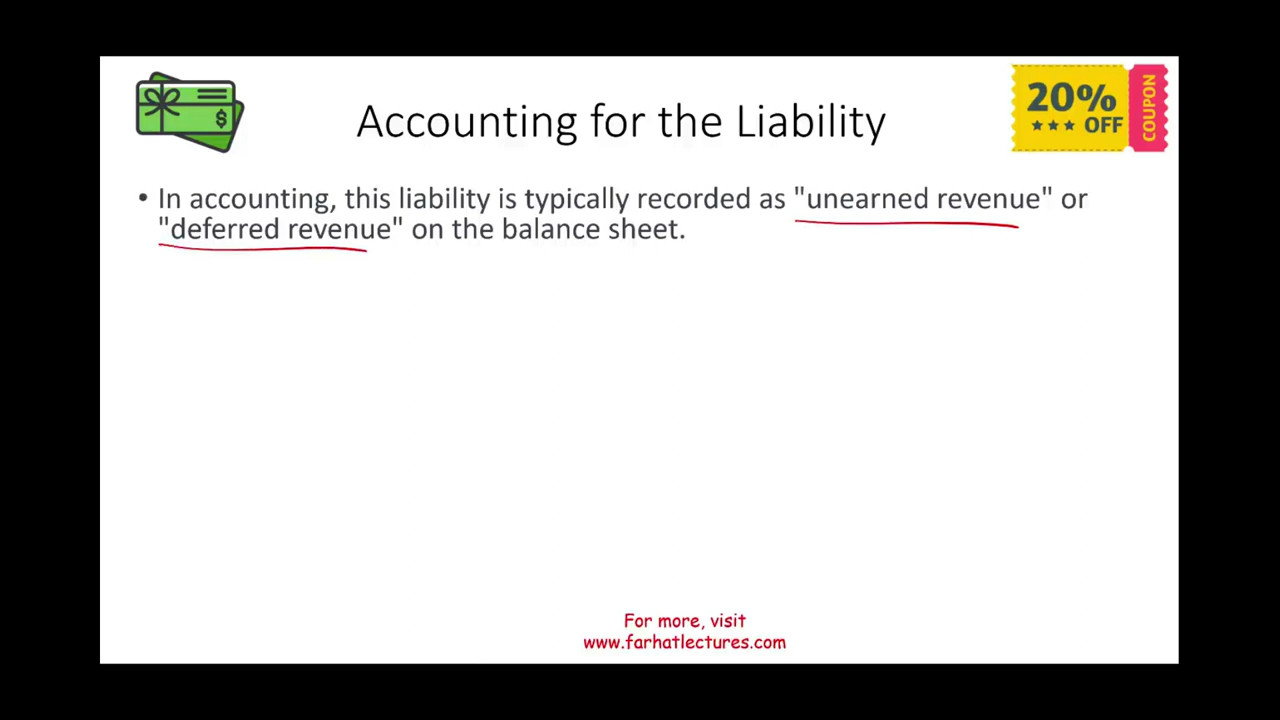 Accounting for the Liability
$
20%
★★★ OFF
COUPON
• In accounting, this liability is typically recorded as "unearned revenue" or
"deferred revenue" on the balance sheet.
For more, visit
www.farhatlectures.com